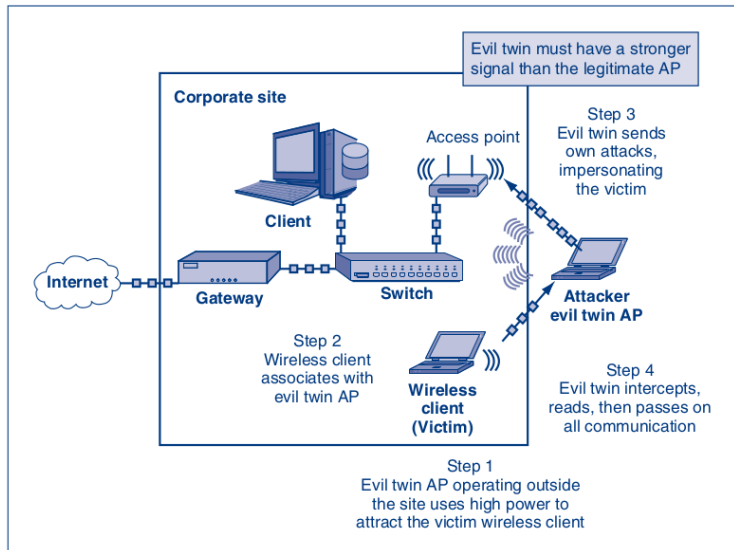 Evil twin must have a stronger
signal than the legitimate AP
Corporate site
Access point
Step 3
Evil twin sends
own attacks,
impersonating
the victim
Client
Internet
Gateway
Switch
Attacker
evil twin AP
Step 2
Wireless client
associates with
evil twin AP
Wireless
client
(Victim)
Step 4
Evil twin intercepts,
reads, then passes on
all communication
Step 1
Evil twin AP operating outside
the site uses high power to
attract the victim wireless client